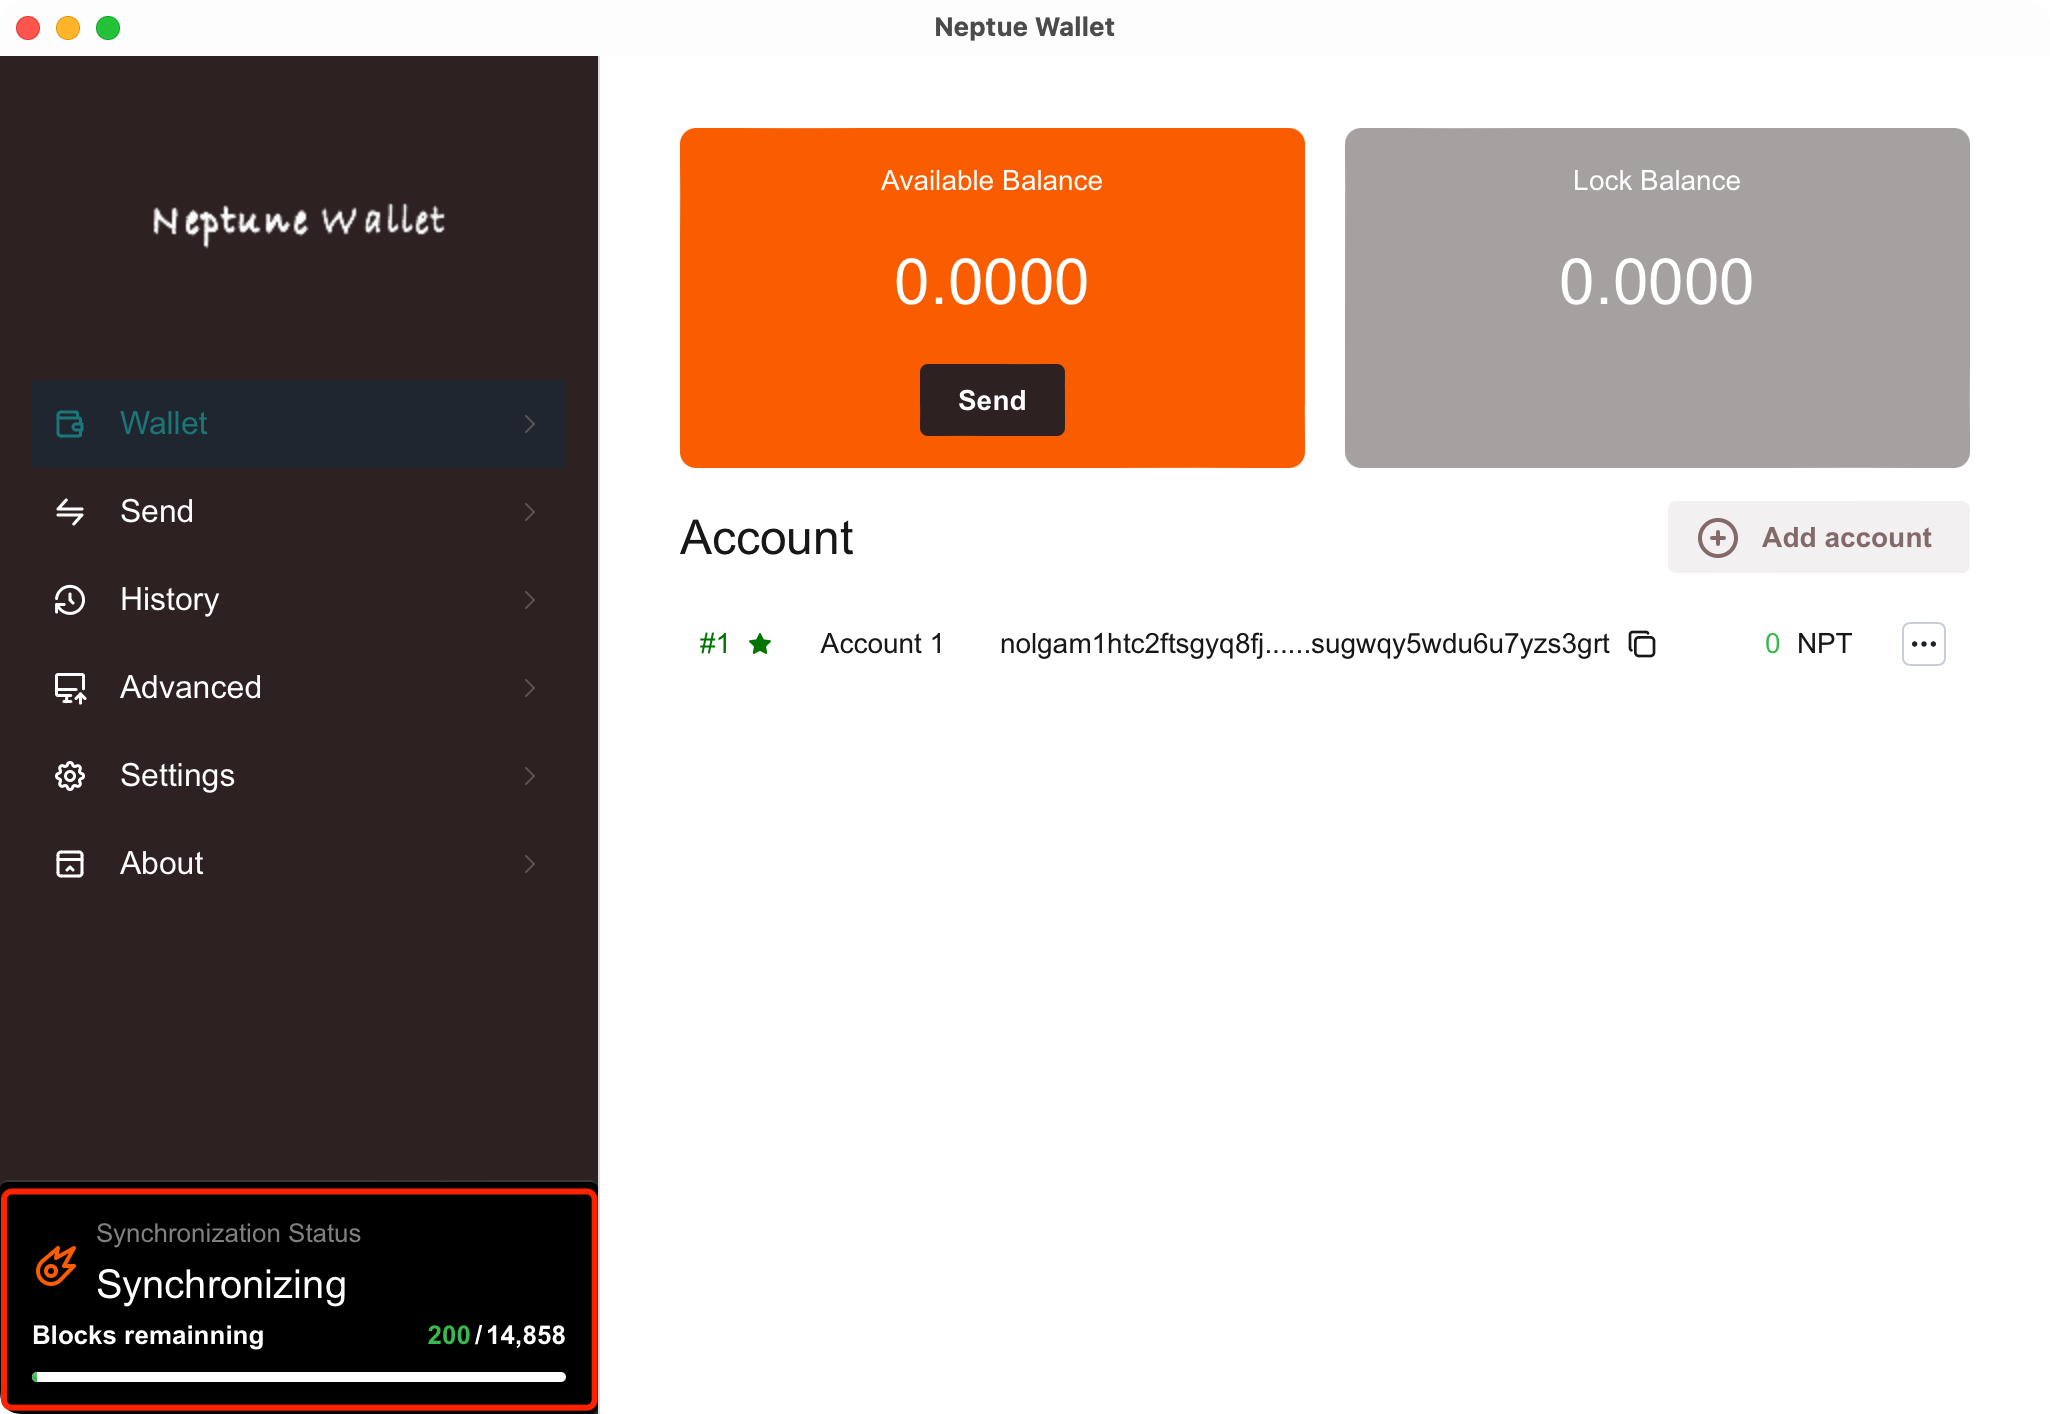 Neptue Wallet
Neptune Wallet
Wallet
Send
History
Advanced
Settings
About
Synchronization Status
Synchronizing
Blocks remainning 200/14,858
Available Balance
0.0000
Send
Lock Balance
0.0000
Account
Add account
#1 Account 1 nolgam1htc2ftsgyq8fj......sugwqy5wdu6u7yzs3grt 0 NPT